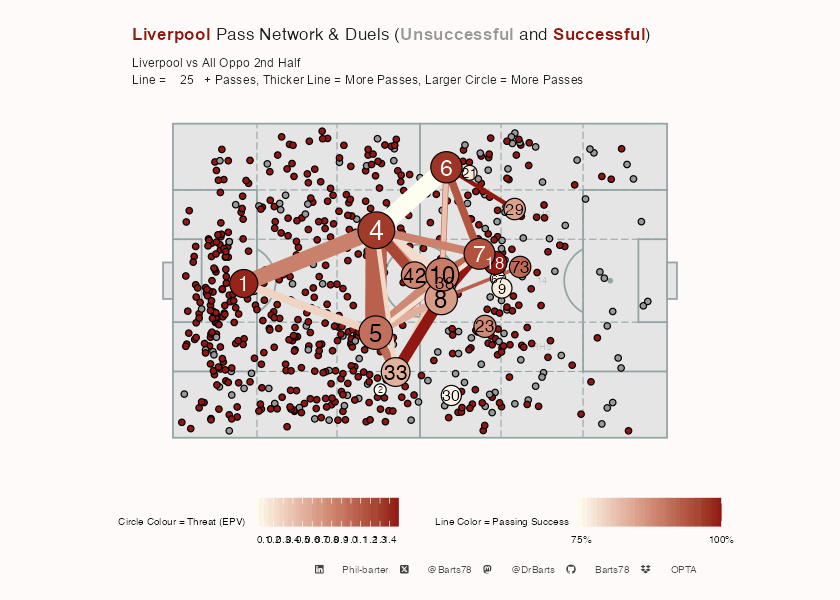 Liverpool Pass Network & Duels (Unsuccessful and Successful)
Liverpool vs All Oppo 2nd Half
Line = 25 + Passes, Thicker Line = More Passes, Larger Circle = More Passes
6
21
29
4
7
18
73
42
10
1
9
8
5
23
33
2
30
Circle Colour = Threat (EPV)
Line Color = Passing Success
75%
100%
Phil-barter
@Barts78
@DrBarts
Barts78
OPTA